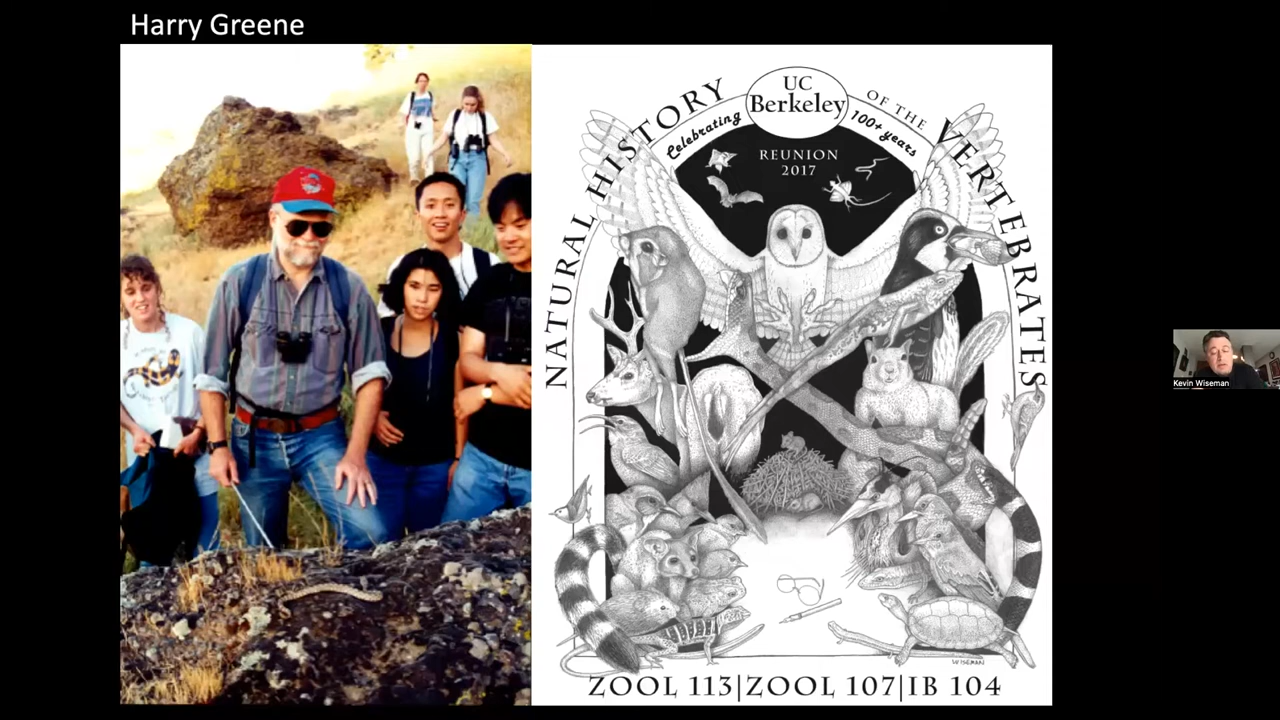 Harry Greene
NATURAL HISTORY
OF THE
VERTEBRATES
UC
Berkeley
Celebrating
100+ years
REUNION
2017
WISEMAN
ZOOL 113|ZOOL 107|IB 104
Kevin Wiseman